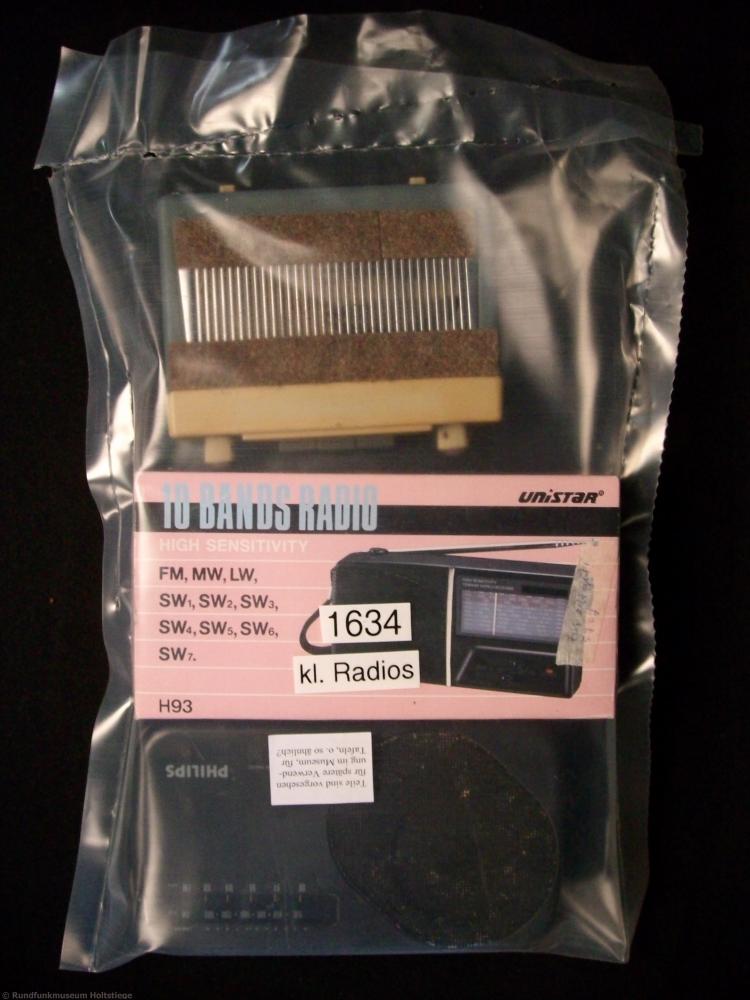 10 BANDS RADIO
UNISTAR®
HIGH SENSITIVITY
FM, MW, LW,
SW1, SW2, SW3,
SW4, SW5, SW6,
SW7.
1634
kl. Radios
H93
PHILIPS
Teile sind vorgesehen
für spätere Verwend-
ung im Museum, für
Tafeln, o. so ähnlich?
© Rundfunkmuseum Holtstiege